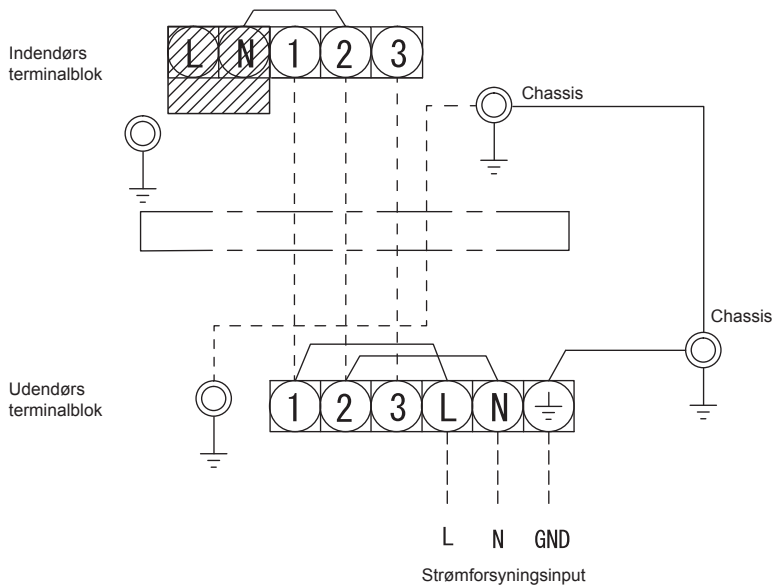 Indendørs
terminalblok
L N 1 2 3
Chassis
Chassis
Udendørs
terminalblok
1 2 3 L N
L N GND
Strømforsyningsinput